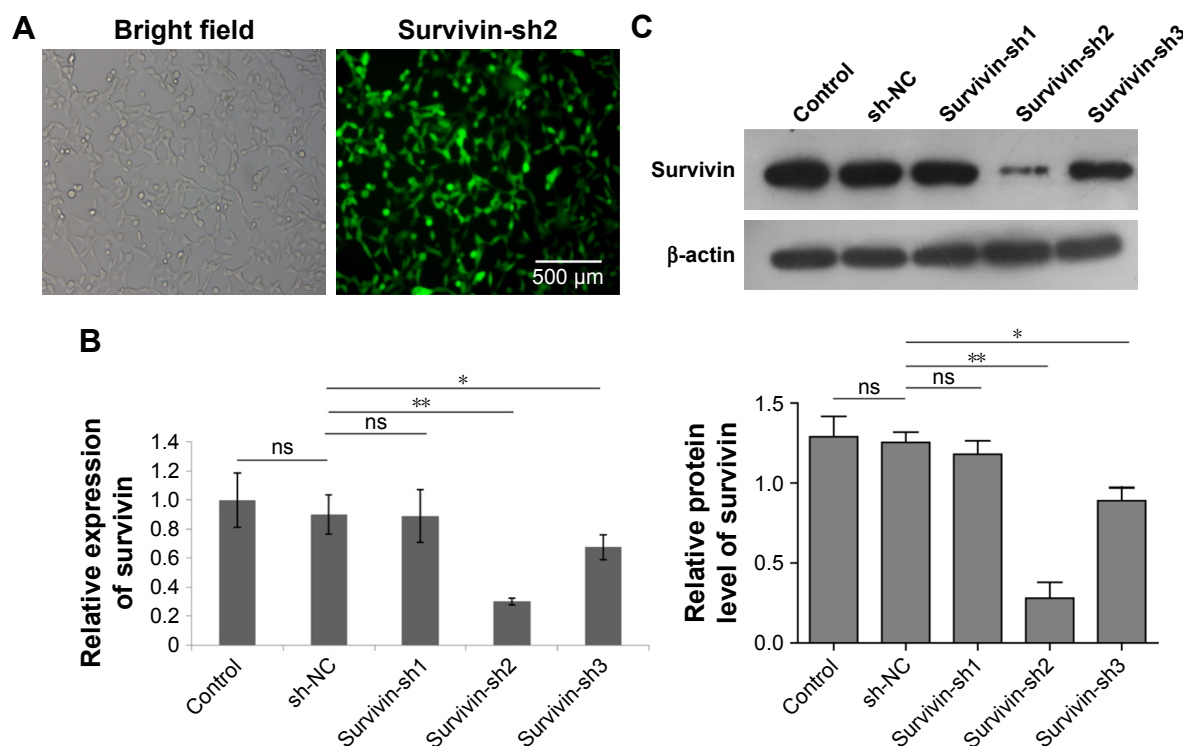 A
Bright field
Survivin-sh2
500 µm
C
Control
sh-NC
Survivin-sh1
Survivin-sh2
Survivin-sh3
Survivin
β-actin
B
*
**
ns
ns
Relative expression
of survivin
1.4
1.2
1.0
0.8
0.6
0.4
0.2
0
Control
sh-NC
Survivin-sh1
Survivin-sh2
Survivin-sh3
*
**
ns
ns
Relative protein
level of survivin
1.5
1.0
0.5
0.0
Control
sh-NC
Survivin-sh1
Survivin-sh2
Survivin-sh3